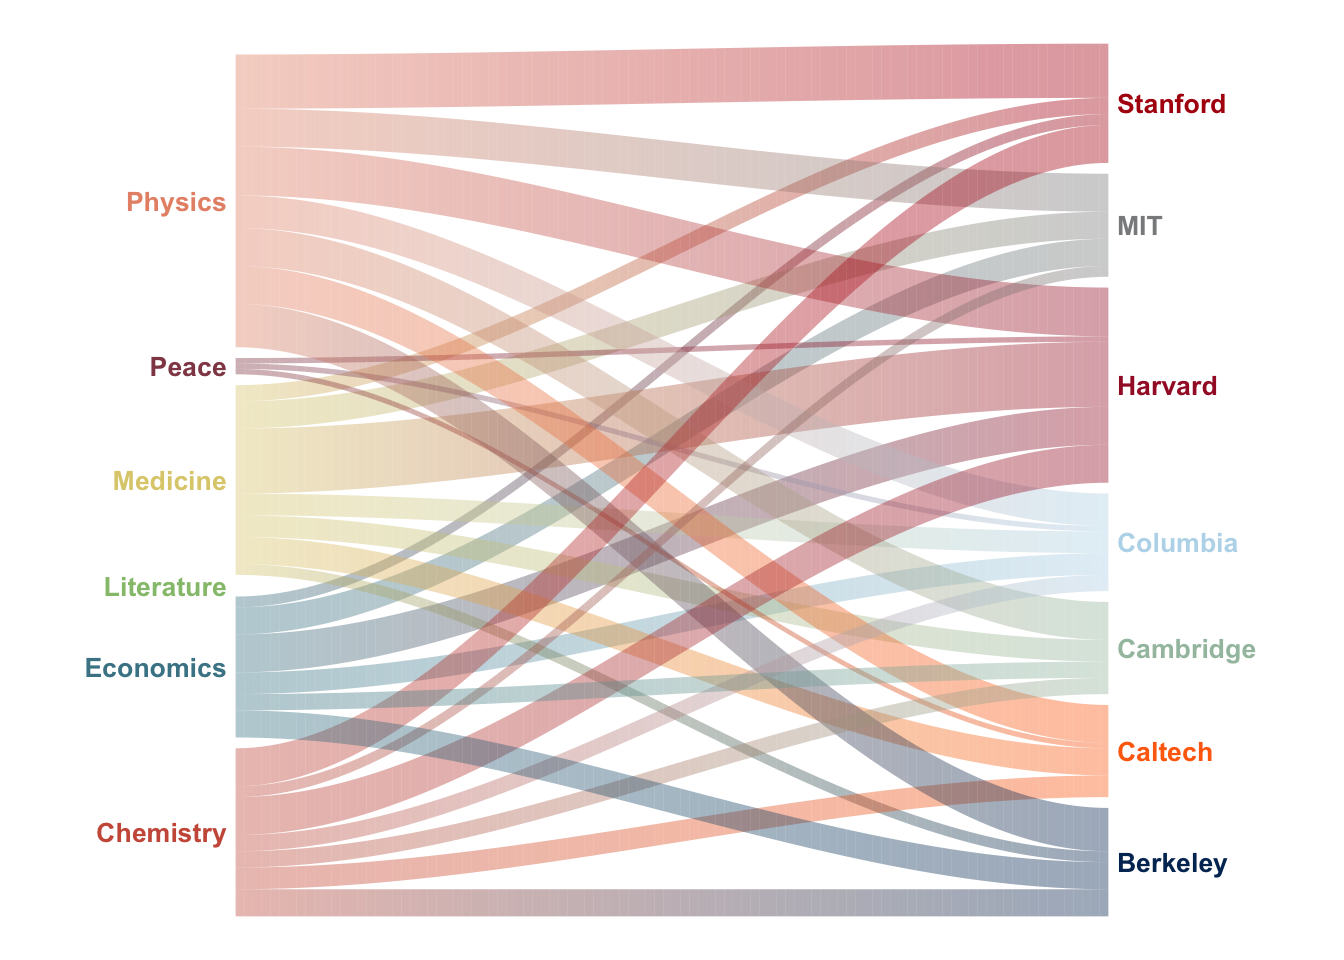 Physics
Peace
Medicine
Literature
Economics
Chemistry
Stanford
MIT
Harvard
Columbia
Cambridge
Caltech
Berkeley